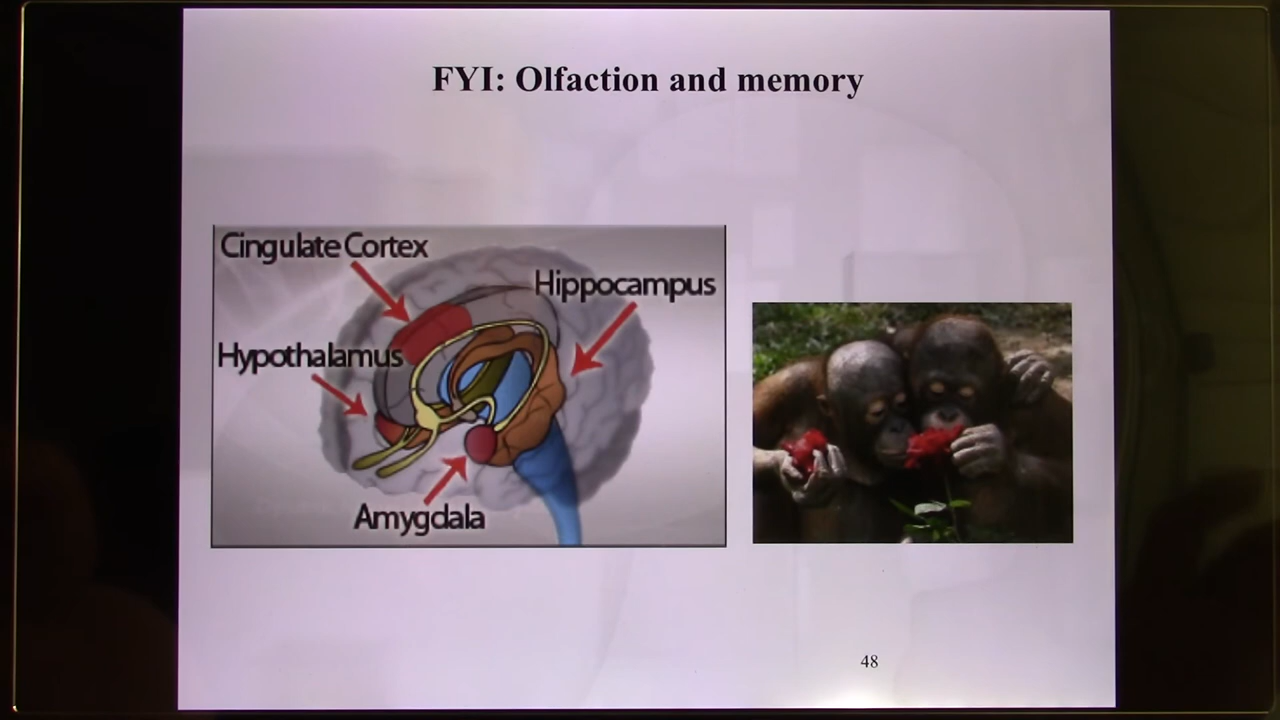 FYI: Olfaction and memory
Cingulate Cortex
Hippocampus
Hypothalamus
Amygdala
48